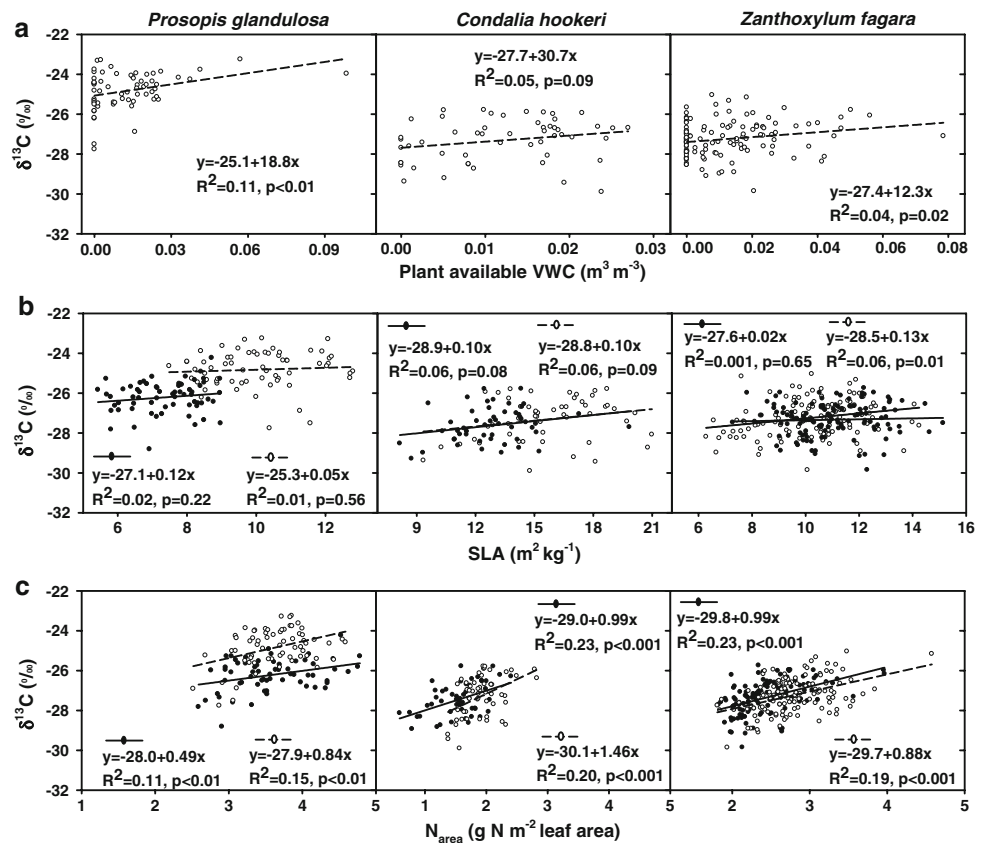 Prosopis glandulosa Condalia hookeri Zanthoxylum fagara
a
-22
-24
-26
-28
-30
-32
δ13C (‰)
y=-25.1+18.8x
R2=0.11, p<0.01
y=-27.7+30.7x
R2=0.05, p=0.09
y=-27.4+12.3x
R2=0.04, p=0.02
0.00 0.03 0.06 0.09 0.00 0.01 0.02 0.03 0.00 0.02 0.04 0.06 0.08
Plant available VWC (m3 m-3)
b
-22
-24
-26
-28
-30
-32
δ13C (‰)
y=-27.1+0.12x
R2=0.02, p=0.22
y=-25.3+0.05x
R2=0.01, p=0.56
y=-28.9+0.10x
R2=0.06, p=0.08
y=-28.8+0.10x
R2=0.06, p=0.09
y=-27.6+0.02x
R2=0.001, p=0.65
y=-28.5+0.13x
R2=0.06, p=0.01
6 8 10 12 9 12 15 18 21 6 8 10 12 14 16
SLA (m2 kg-1)
c
-22
-24
-26
-28
-30
-32
δ13C (‰)
y=-28.0+0.49x
R2=0.11, p<0.01
y=-27.9+0.84x
R2=0.15, p<0.01
y=-29.0+0.99x
R2=0.23, p<0.001
y=-30.1+1.46x
R2=0.20, p<0.001
y=-29.8+0.99x
R2=0.23, p<0.001
y=-29.7+0.88x
R2=0.19, p<0.001
1 2 3 4 5 1 2 3 4 5 2 3 4 5
Narea (g N m-2 leaf area)